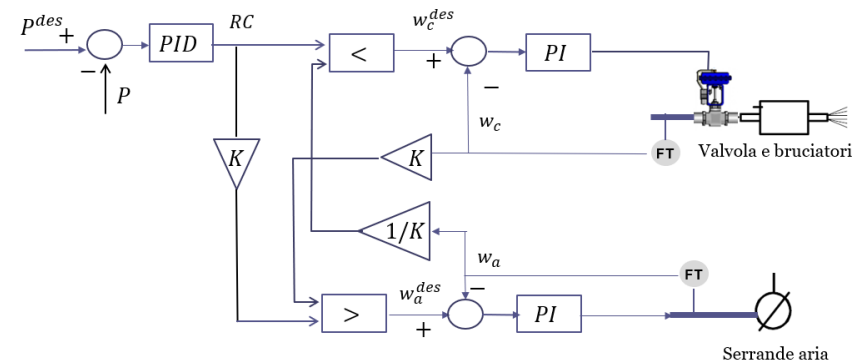 P^des + RC w_c^des
PID < + PI
− P − w_c
FT Valvola e bruciatori
K K
1/K w_a
FT
w_a^des −
> + PI
Serrande aria